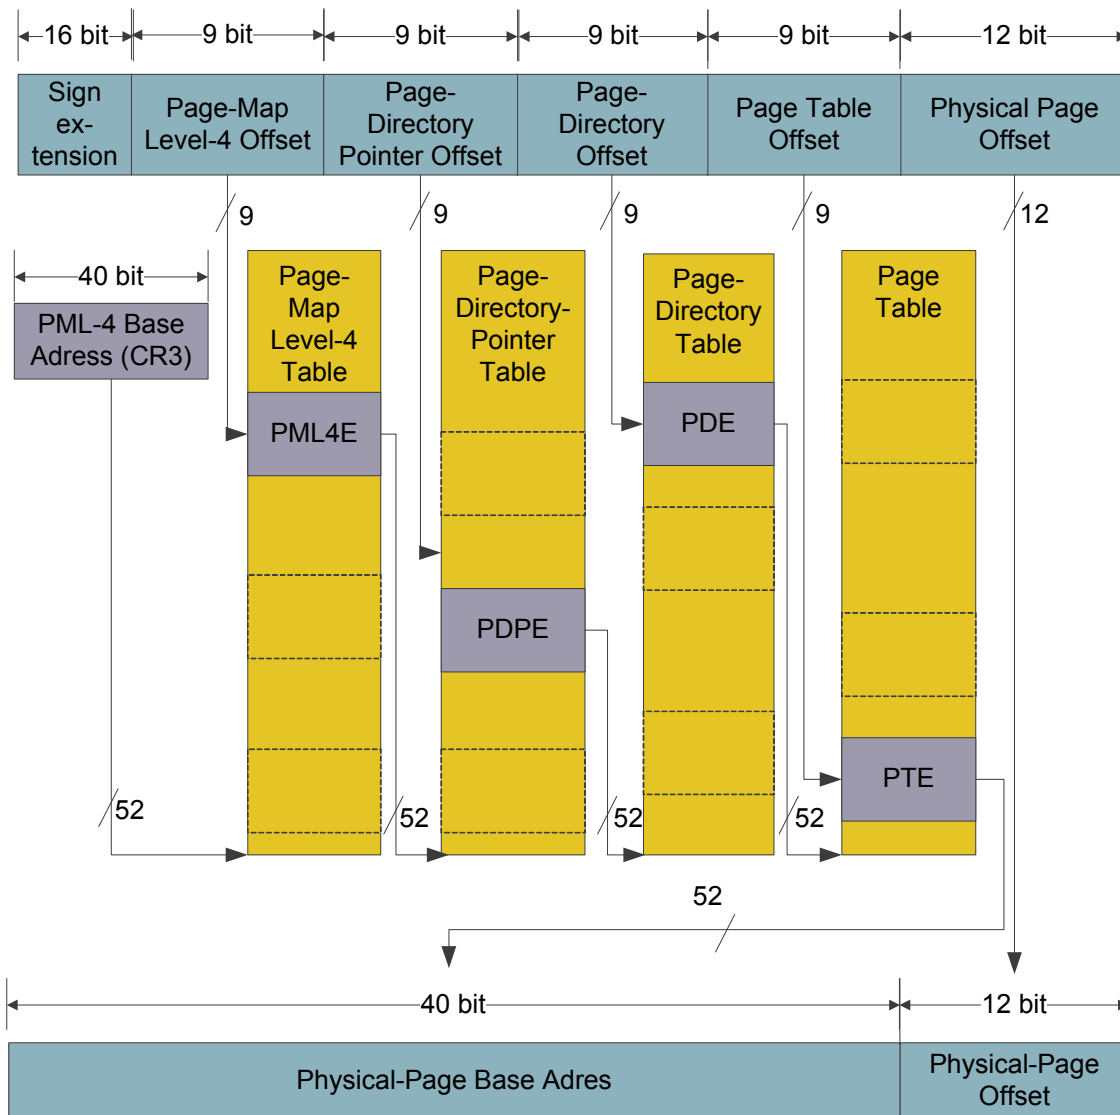 16 bit
9 bit
9 bit
9 bit
9 bit
12 bit
Sign
ex-
tension
Page-Map
Level-4 Offset
Page-
Directory
Pointer Offset
Page-
Directory
Offset
Page Table
Offset
Physical Page
Offset
9
9
9
9
12
40 bit
PML-4 Base
Adress (CR3)
Page-
Map
Level-4
Table
Page-
Directory-
Pointer
Table
Page-
Directory
Table
Page
Table
PML4E
PDE
PDPE
PTE
52
52
52
52
52
40 bit
12 bit
Physical-Page Base Adres
Physical-Page
Offset